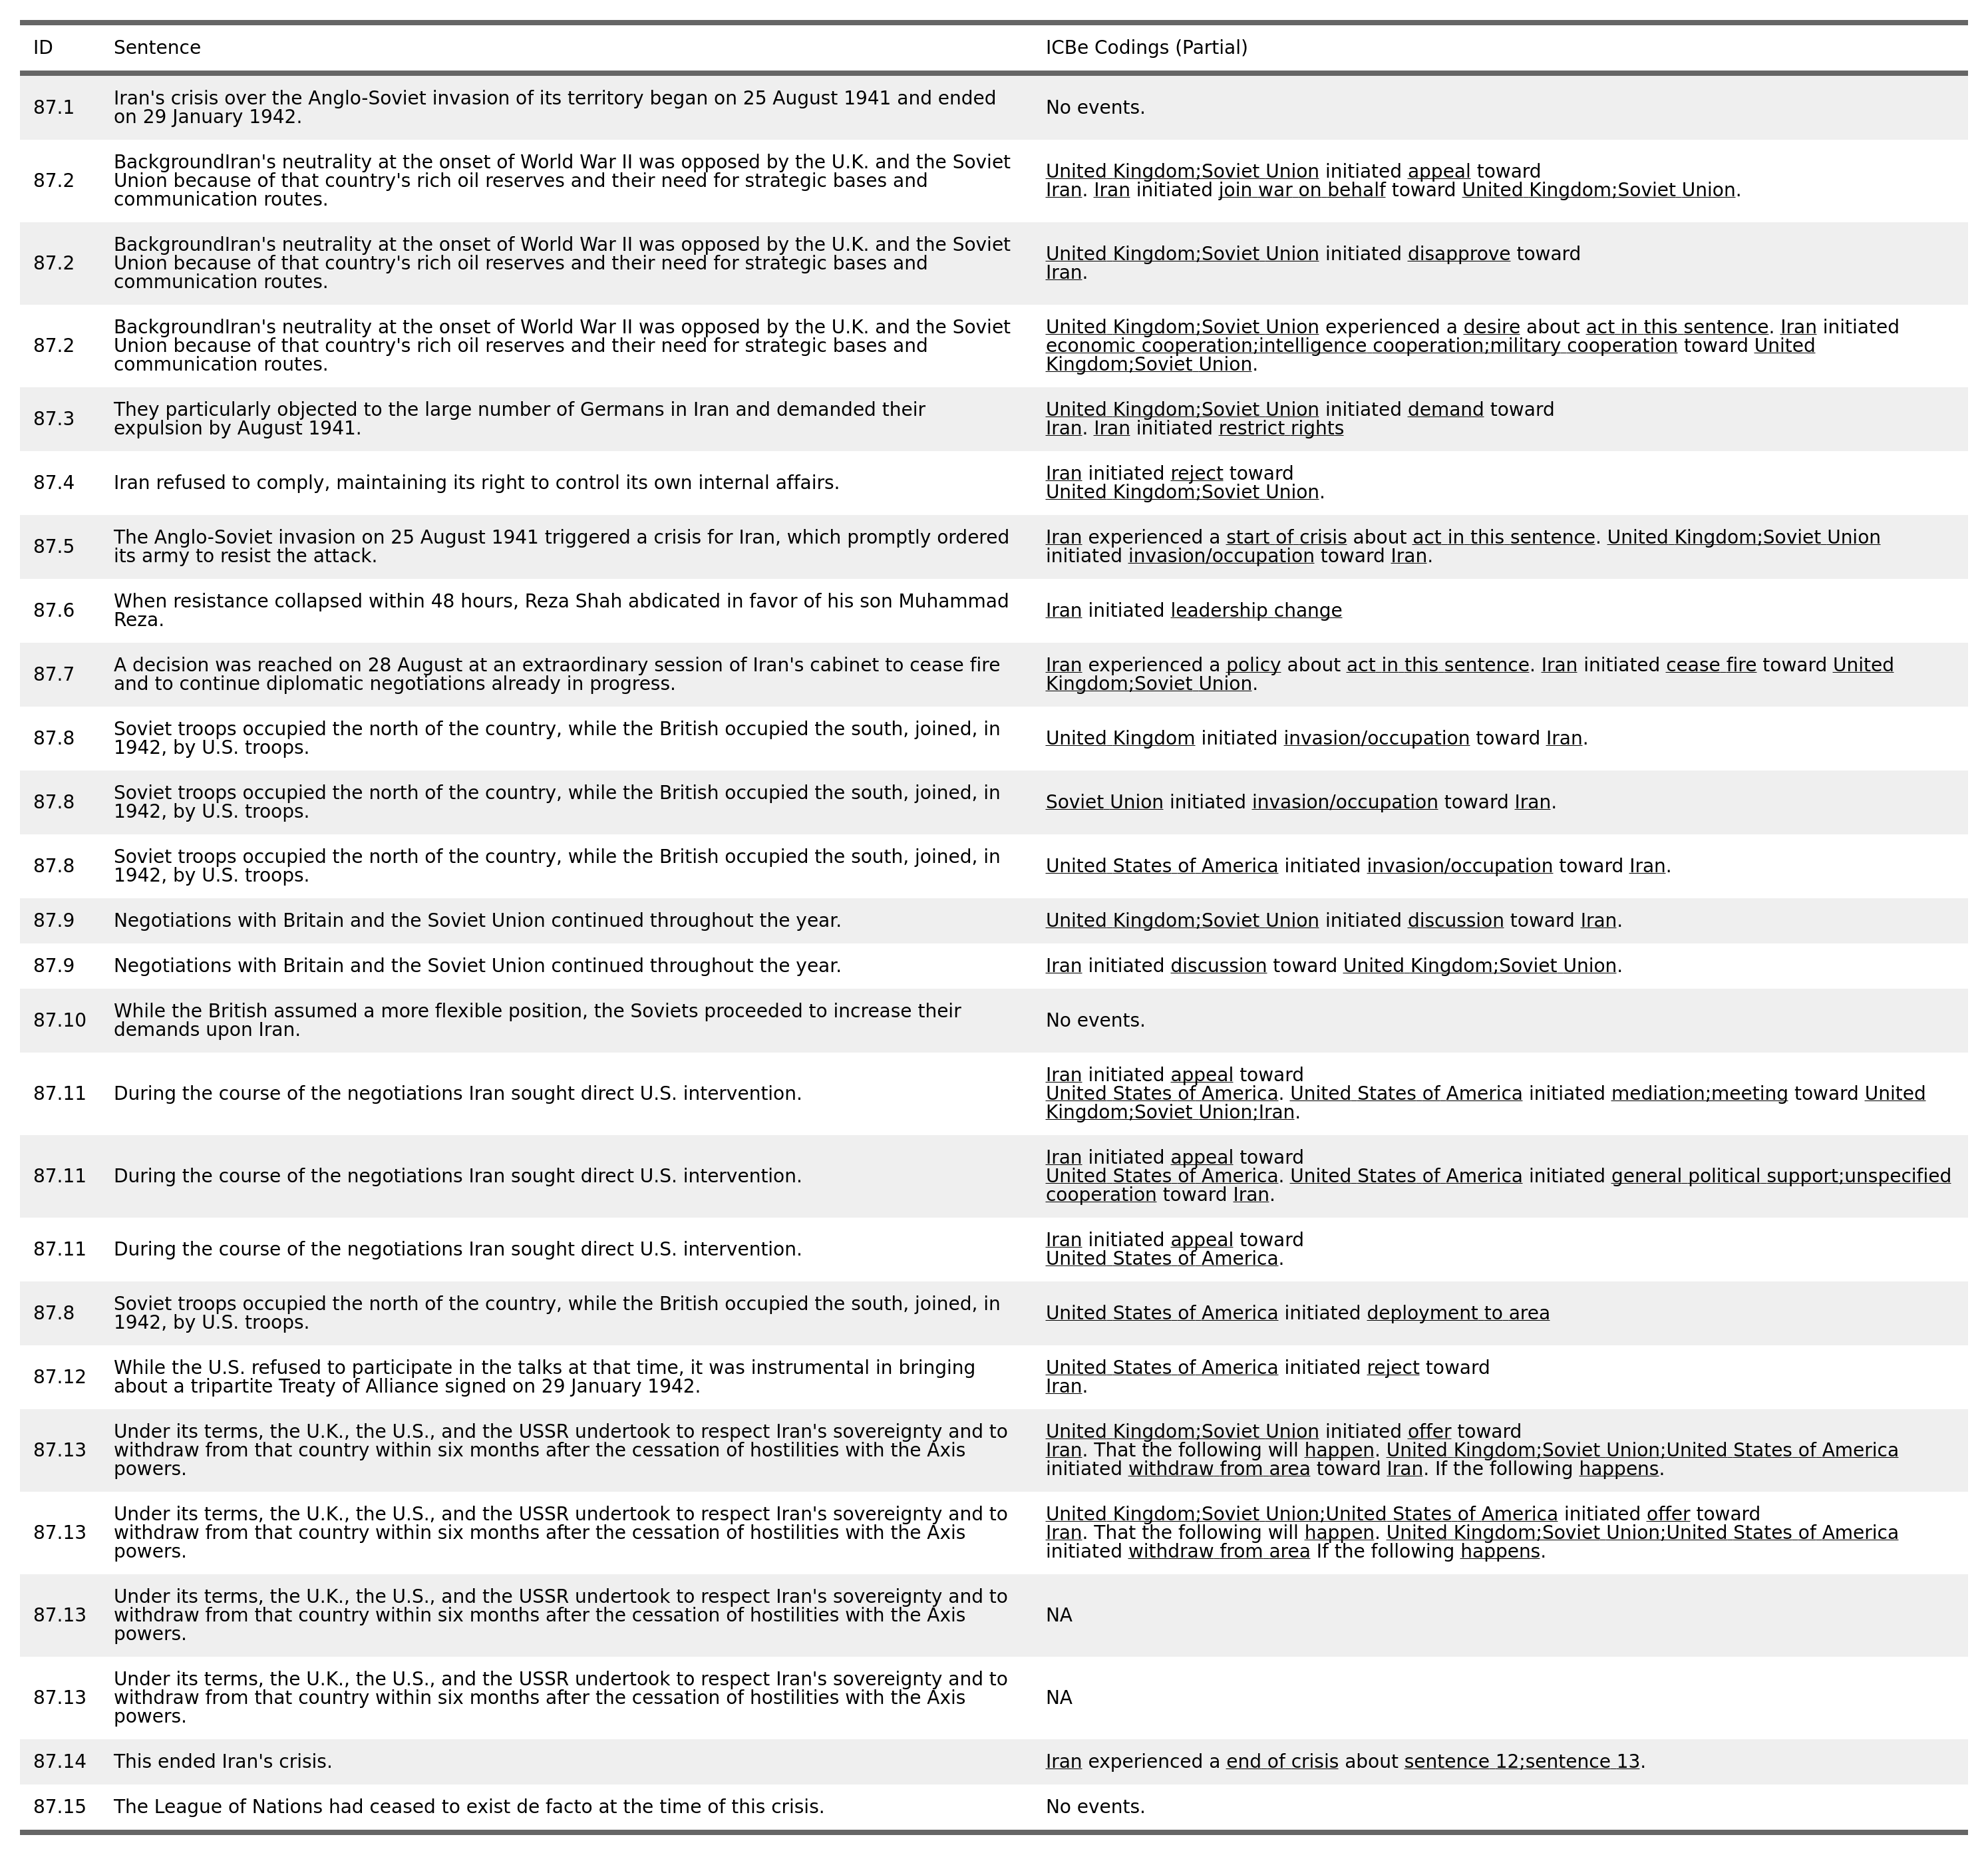 ID Sentence ICBe Codings (Partial)
87.1 Iran's crisis over the Anglo-Soviet invasion of its territory began on 25 August 1941 and ended
on 29 January 1942.
No events.
87.2 BackgroundIran's neutrality at the onset of World War II was opposed by the U.K. and the Soviet
Union because of that country's rich oil reserves and their need for strategic bases and
communication routes.
United Kingdom;Soviet Union initiated appeal toward
Iran. Iran initiated join war on behalf toward United Kingdom;Soviet Union.
87.2 BackgroundIran's neutrality at the onset of World War II was opposed by the U.K. and the Soviet
Union because of that country's rich oil reserves and their need for strategic bases and
communication routes.
United Kingdom;Soviet Union initiated disapprove toward
Iran.
87.2 BackgroundIran's neutrality at the onset of World War II was opposed by the U.K. and the Soviet
Union because of that country's rich oil reserves and their need for strategic bases and
communication routes.
United Kingdom;Soviet Union experienced a desire about act in this sentence. Iran initiated
economic cooperation;intelligence cooperation;military cooperation toward United
Kingdom;Soviet Union.
87.3 They particularly objected to the large number of Germans in Iran and demanded their
expulsion by August 1941.
United Kingdom;Soviet Union initiated demand toward
Iran. Iran initiated restrict rights
87.4 Iran refused to comply, maintaining its right to control its own internal affairs.
Iran initiated reject toward
United Kingdom;Soviet Union.
87.5 The Anglo-Soviet invasion on 25 August 1941 triggered a crisis for Iran, which promptly ordered
its army to resist the attack.
Iran experienced a start of crisis about act in this sentence. United Kingdom;Soviet Union
initiated invasion/occupation toward Iran.
87.6 When resistance collapsed within 48 hours, Reza Shah abdicated in favor of his son Muhammad
Reza.
Iran initiated leadership change
87.7 A decision was reached on 28 August at an extraordinary session of Iran's cabinet to cease fire
and to continue diplomatic negotiations already in progress.
Iran experienced a policy about act in this sentence. Iran initiated cease fire toward United
Kingdom;Soviet Union.
87.8 Soviet troops occupied the north of the country, while the British occupied the south, joined, in
1942, by U.S. troops.
United Kingdom initiated invasion/occupation toward Iran.
87.8 Soviet troops occupied the north of the country, while the British occupied the south, joined, in
1942, by U.S. troops.
Soviet Union initiated invasion/occupation toward Iran.
87.8 Soviet troops occupied the north of the country, while the British occupied the south, joined, in
1942, by U.S. troops.
United States of America initiated invasion/occupation toward Iran.
87.9 Negotiations with Britain and the Soviet Union continued throughout the year. United Kingdom;Soviet Union initiated discussion toward Iran.
87.9 Negotiations with Britain and the Soviet Union continued throughout the year. Iran initiated discussion toward United Kingdom;Soviet Union.
87.10 While the British assumed a more flexible position, the Soviets proceeded to increase their
demands upon Iran.
No events.
87.11 During the course of the negotiations Iran sought direct U.S. intervention.
Iran initiated appeal toward
United States of America. United States of America initiated mediation;meeting toward United
Kingdom;Soviet Union;Iran.
87.11 During the course of the negotiations Iran sought direct U.S. intervention.
Iran initiated appeal toward
United States of America. United States of America initiated general political support;unspecified
cooperation toward Iran.
87.11 During the course of the negotiations Iran sought direct U.S. intervention.
Iran initiated appeal toward
United States of America.
87.8 Soviet troops occupied the north of the country, while the British occupied the south, joined, in
1942, by U.S. troops.
United States of America initiated deployment to area
87.12 While the U.S. refused to participate in the talks at that time, it was instrumental in bringing
about a tripartite Treaty of Alliance signed on 29 January 1942.
United States of America initiated reject toward
Iran.
87.13 Under its terms, the U.K., the U.S., and the USSR undertook to respect Iran's sovereignty and to
withdraw from that country within six months after the cessation of hostilities with the Axis
powers.
United Kingdom;Soviet Union initiated offer toward
Iran. That the following will happen. United Kingdom;Soviet Union;United States of America
initiated withdraw from area toward Iran. If the following happens.
87.13 Under its terms, the U.K., the U.S., and the USSR undertook to respect Iran's sovereignty and to
withdraw from that country within six months after the cessation of hostilities with the Axis
powers.
United Kingdom;Soviet Union;United States of America initiated offer toward
Iran. That the following will happen. United Kingdom;Soviet Union;United States of America
initiated withdraw from area If the following happens.
87.13 Under its terms, the U.K., the U.S., and the USSR undertook to respect Iran's sovereignty and to
withdraw from that country within six months after the cessation of hostilities with the Axis
powers.
NA
87.13 Under its terms, the U.K., the U.S., and the USSR undertook to respect Iran's sovereignty and to
withdraw from that country within six months after the cessation of hostilities with the Axis
powers.
NA
87.14 This ended Iran's crisis. Iran experienced a end of crisis about sentence 12;sentence 13.
87.15 The League of Nations had ceased to exist de facto at the time of this crisis. No events.